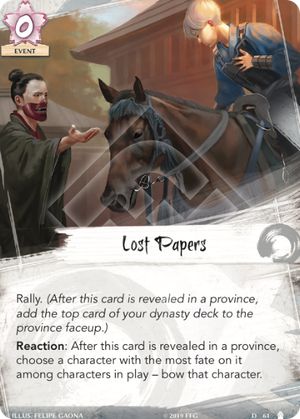 0
EVENT
Lost Papers
Rally. (After this card is revealed in a province,
add the top card of your dynasty deck to the
province faceup.)
Reaction: After this card is revealed in a province,
choose a character with the most fate on it
among characters in play – bow that character.
ILLUS. FELIPE GAONA
© 2019 FFG
D 61